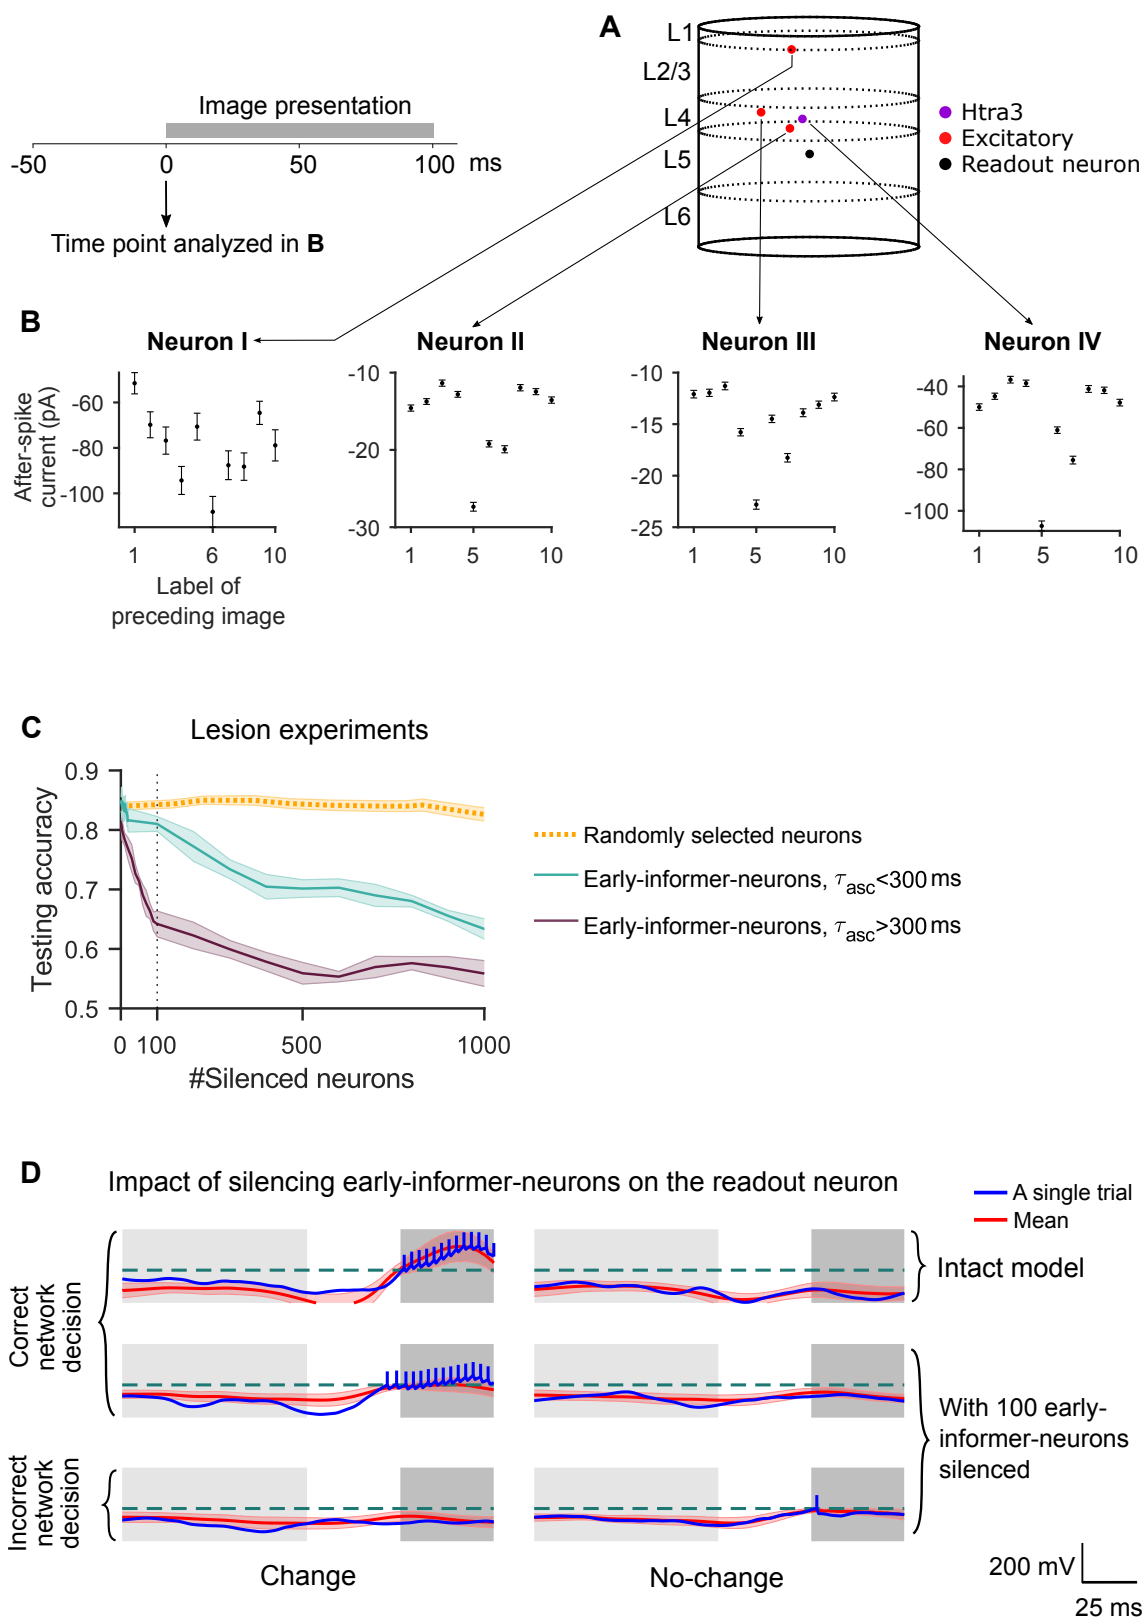 A
L1
L2/3
L4
L5
L6
Htra3
Excitatory
Readout neuron
Image presentation
-50 0 50 100 ms
Time point analyzed in B
B
Neuron I
Neuron II
Neuron III
Neuron IV
After-spike
current (pA)
-60
-80
-100
1 6 10
Label of
preceding image
-10
-20
-30
1 5 10
-10
-15
-20
-25
1 5 10
-40
-60
-80
-100
1 5 10
C
Lesion experiments
Testing accuracy
0.9
0.8
0.7
0.6
0.5
0 100 500 1000
#Silenced neurons
Randomly selected neurons
Early-informer-neurons, τasc<300 ms
Early-informer-neurons, τasc>300 ms
D
Impact of silencing early-informer-neurons on the readout neuron
A single trial
Mean
Correct
network
decision
Intact model
With 100 early-
informer-neurons
silenced
Incorrect
network
decision
Change
No-change
200 mV
25 ms